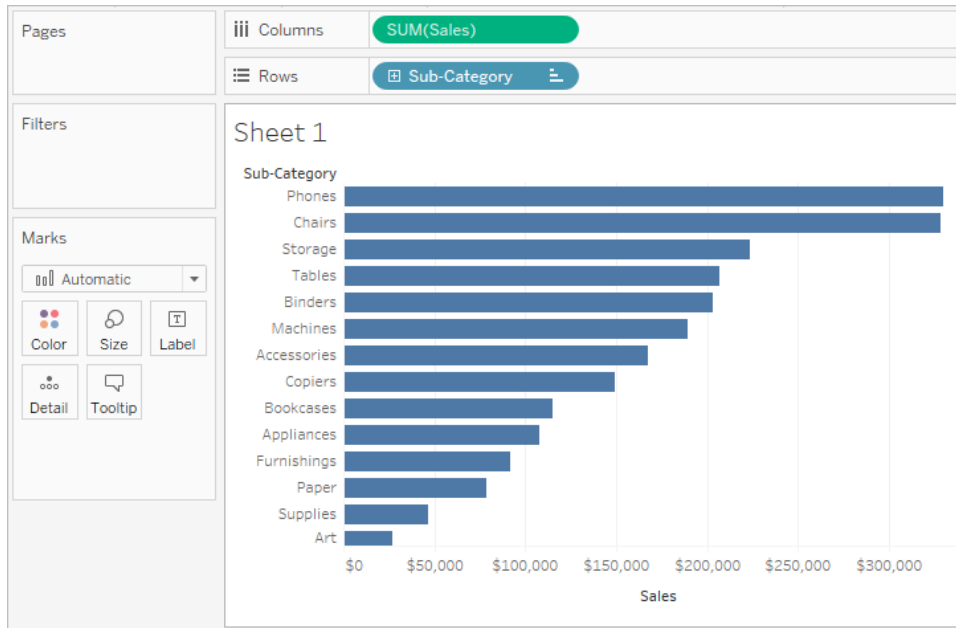 Pages
Columns
SUM(Sales)
Rows
Sub-Category
Filters
Marks
Automatic
Color
Size
Label
Detail
Tooltip
Sheet 1
Sub-Category
Phones
Chairs
Storage
Tables
Binders
Machines
Accessories
Copiers
Bookcases
Appliances
Furnishings
Paper
Supplies
Art
$0 $50,000 $100,000 $150,000 $200,000 $250,000 $300,000
Sales